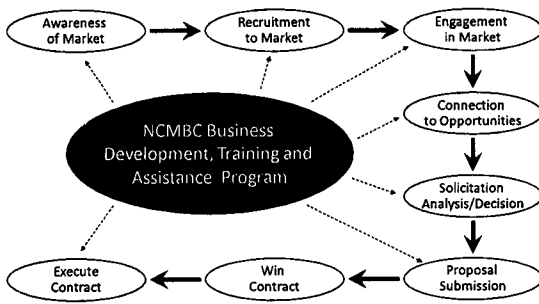 Awareness
of Market
Recruitment
to Market
Engagement
in Market
Connection
to Opportunities
NCMBC Business
Development, Training and
Assistance Program
Solicitation
Analysis/Decision
Execute
Contract
Win
Contract
Proposal
Submission